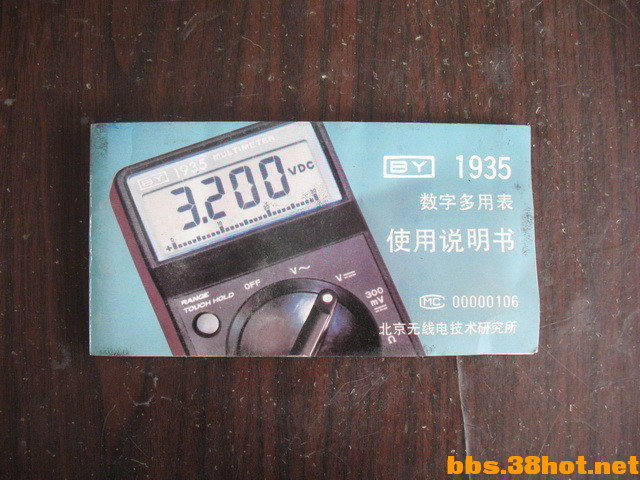 BY 1935 MULTIMETER
3.200 VDC
RANGE
TOUCH HOLD
OFF
V～
V⎓
300
mV
Ω
BY 1935
数字多用表
使用说明书
MC 00000106
北京无线电技术研究所
bbs.38hot.net